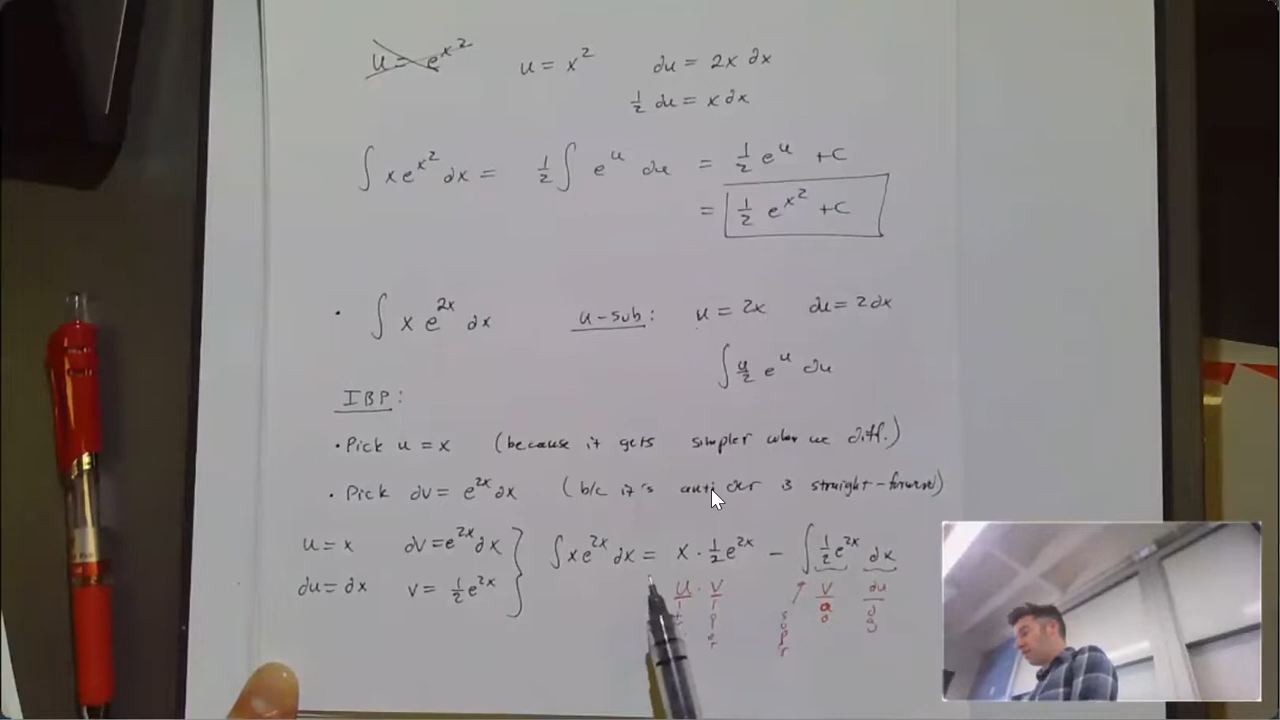 u = e^{x^2} u = x^2 du = 2x dx
1/2 du = x dx
∫ x e^{x^2} dx = 1/2 ∫ e^u du = 1/2 e^u + C
= 1/2 e^{x^2} + C
• ∫ x e^{2x} dx u-sub: u = 2x du = 2dx
∫ u/2 e^u du
IBP:
• Pick u = x (because it gets simpler when we diff.)
• Pick dv = e^{2x} dx (b/c it's anti der is straight-forward)
u = x dv = e^{2x} dx
du = dx v = 1/2 e^{2x}
∫ x e^{2x} dx = x · 1/2 e^{2x} - ∫ 1/2 e^{2x} dx
u · v v du